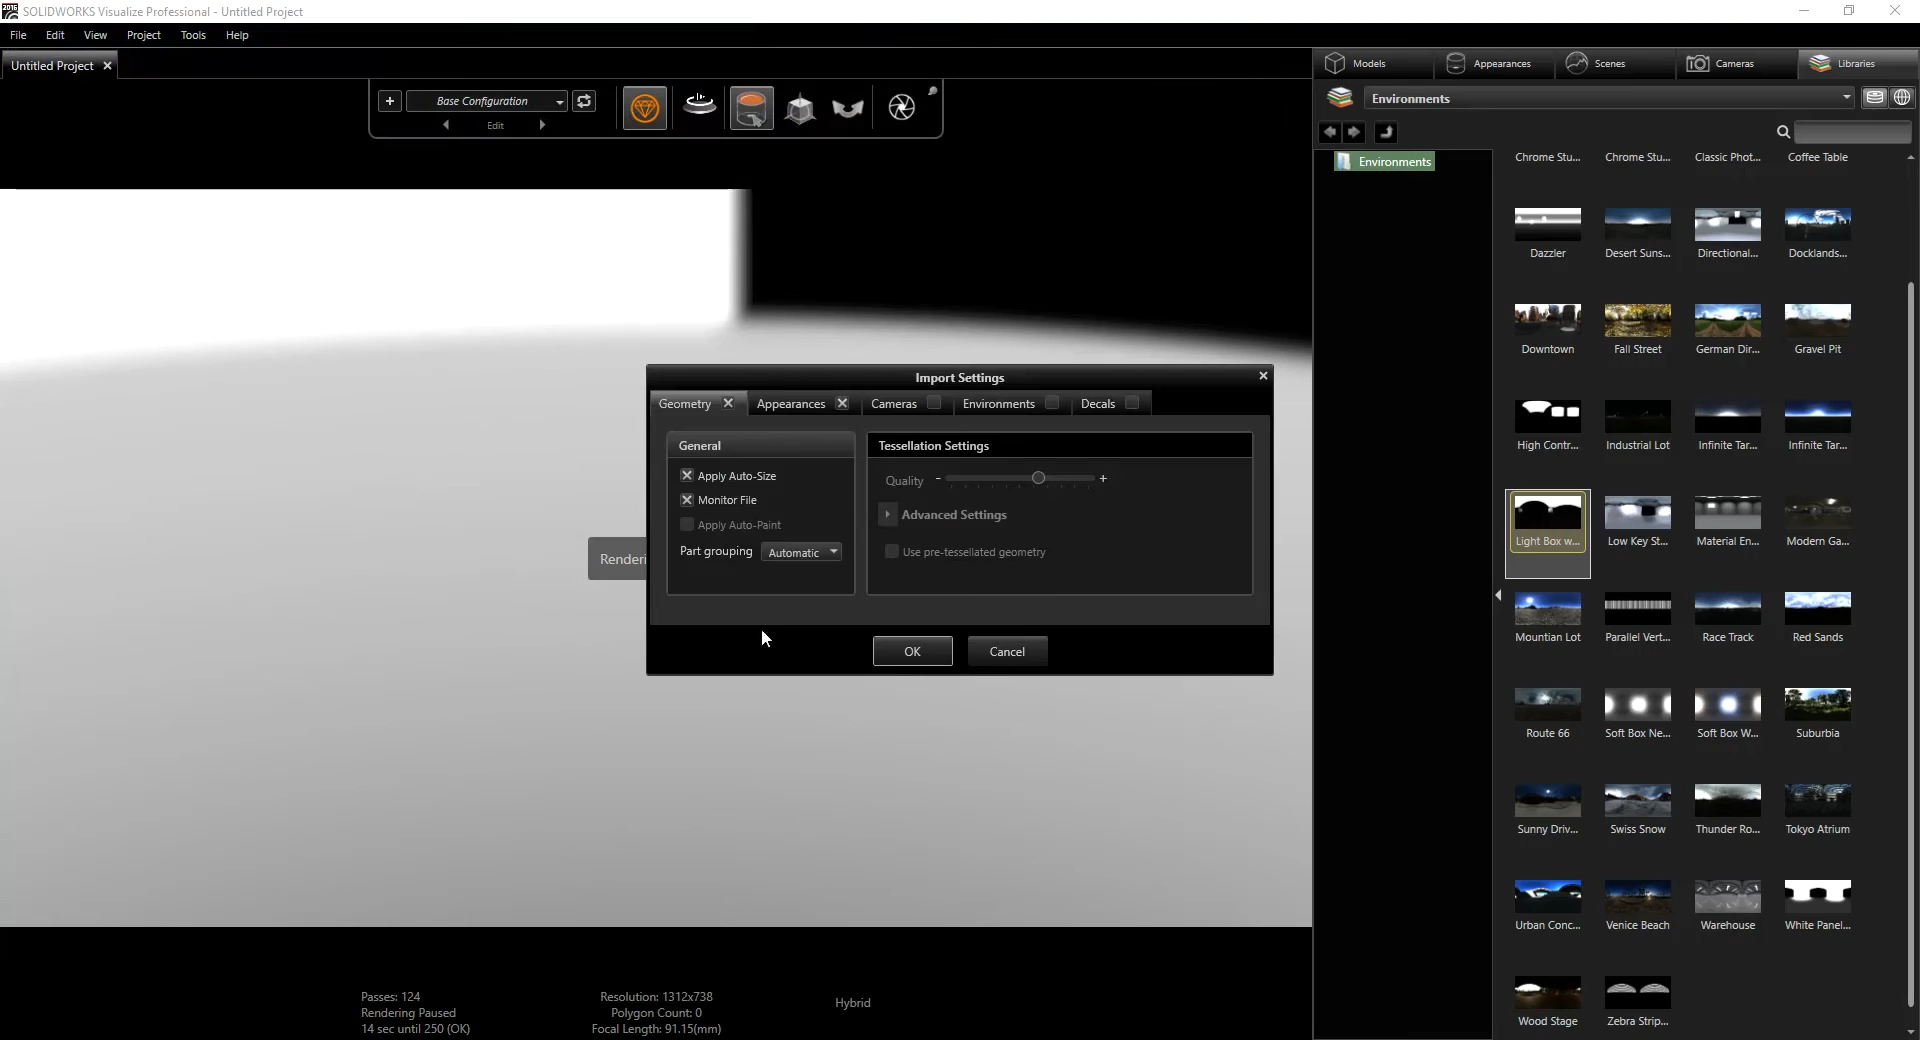 2016
SOLIDWORKS Visualize Professional - Untitled Project
File Edit View Project Tools Help
Untitled Project
Models Appearances Scenes Cameras Libraries
Base Configuration
Edit
Environments
Environments
Chrome Stu... Chrome Stu... Classic Phot... Coffee Table
Dazzler Desert Suns... Directional... Docklands...
Downtown Fall Street German Dir... Gravel Pit
High Contr... Industrial Lot Infinite Tar... Infinite Tar...
Light Box w... Low Key St... Material En... Modern Ga...
Mountian Lot Parallel Vert... Race Track Red Sands
Route 66 Soft Box Ne... Soft Box W... Suburbia
Sunny Driv... Swiss Snow Thunder Ro... Tokyo Atrium
Urban Conc... Venice Beach Warehouse White Panel...
Wood Stage Zebra Strip...
Import Settings
Geometry Appearances Cameras Environments Decals
General
Apply Auto-Size
Monitor File
Apply Auto-Paint
Part grouping Automatic
Tessellation Settings
Quality - +
Advanced Settings
Use pre-tessellated geometry
OK Cancel
Renderi
Passes: 124
Rendering Paused
14 sec until 250 (OK)
Resolution: 1312x738
Polygon Count: 0
Focal Length: 91.15(mm)
Hybrid